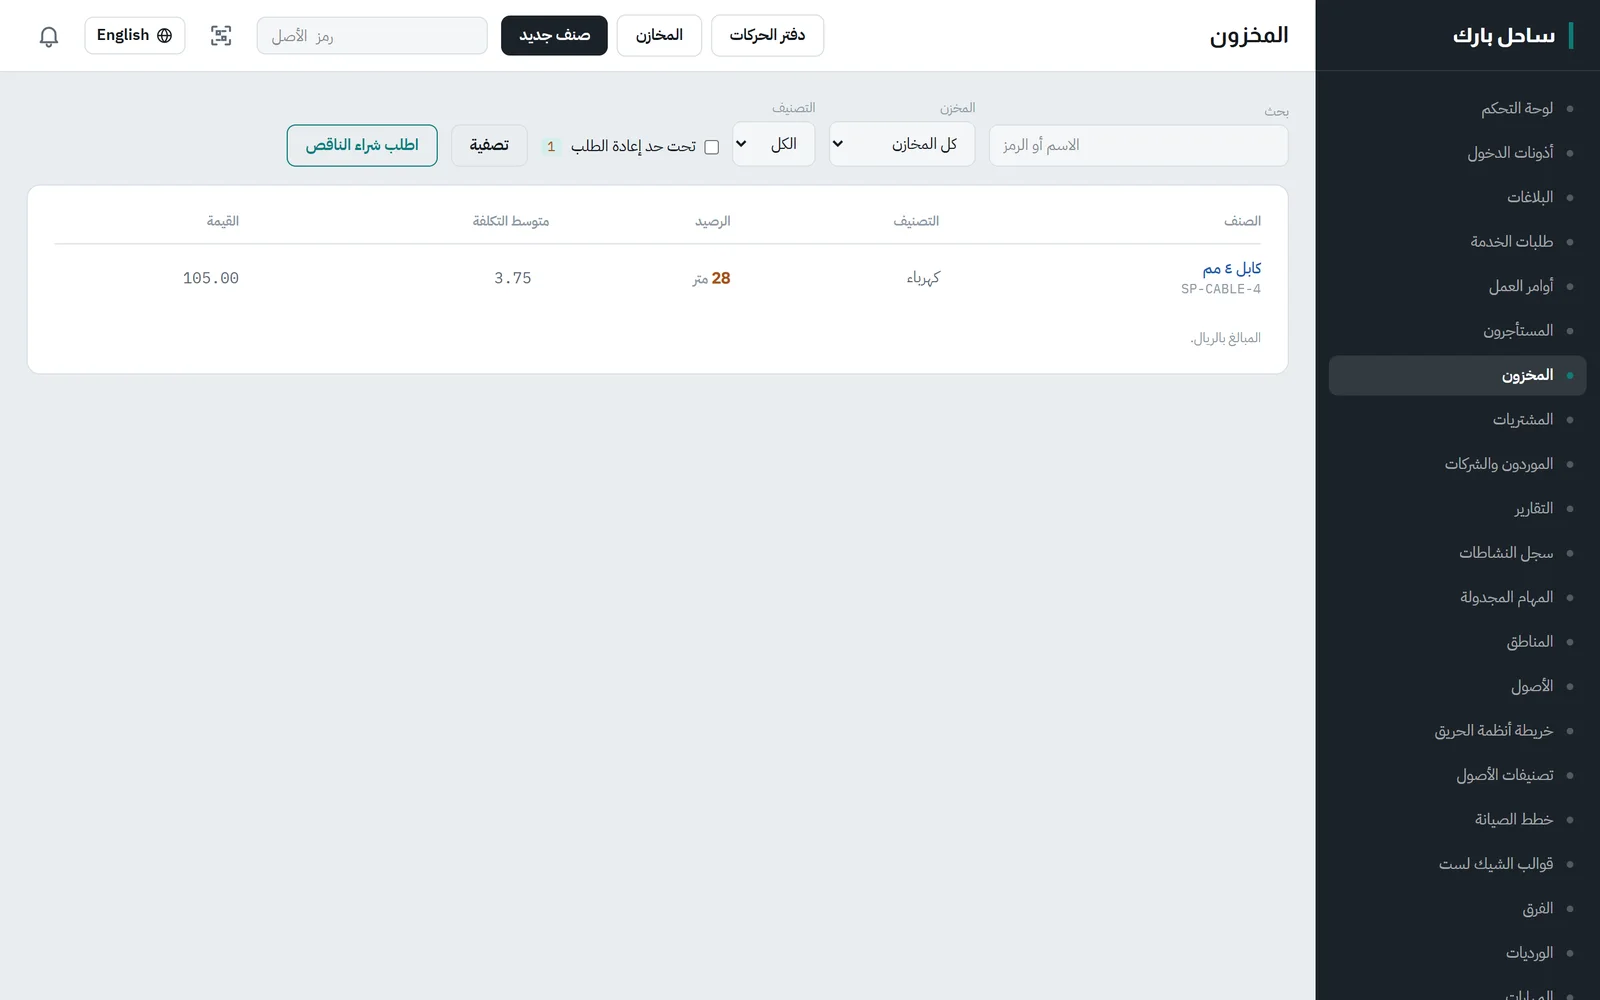 ساحل بارك
لوحة التحكم
أذونات الدخول
البلاغات
طلبات الخدمة
أوامر العمل
المستأجرون
المخزون
المشتريات
الموردون والشركات
التقارير
سجل النشاطات
المهام المجدولة
المناطق
الأصول
خريطة أنظمة الحريق
تصنيفات الأصول
خطط الصيانة
قوالب الشيك لست
الفرق
الورديات
المخزون
دفتر الحركات
المخازن
صنف جديد
رمز الأصل
English
بحث
الاسم أو الرمز
المخزن
كل المخازن
التصنيف
الكل
تحت حد إعادة الطلب 1
تصفية
اطلب شراء الناقص
الصنف التصنيف الرصيد متوسط التكلفة القيمة
كابل ٤ مم كهرباء 28 متر 3.75 105.00
SP-CABLE-4
المبالغ بالريال.